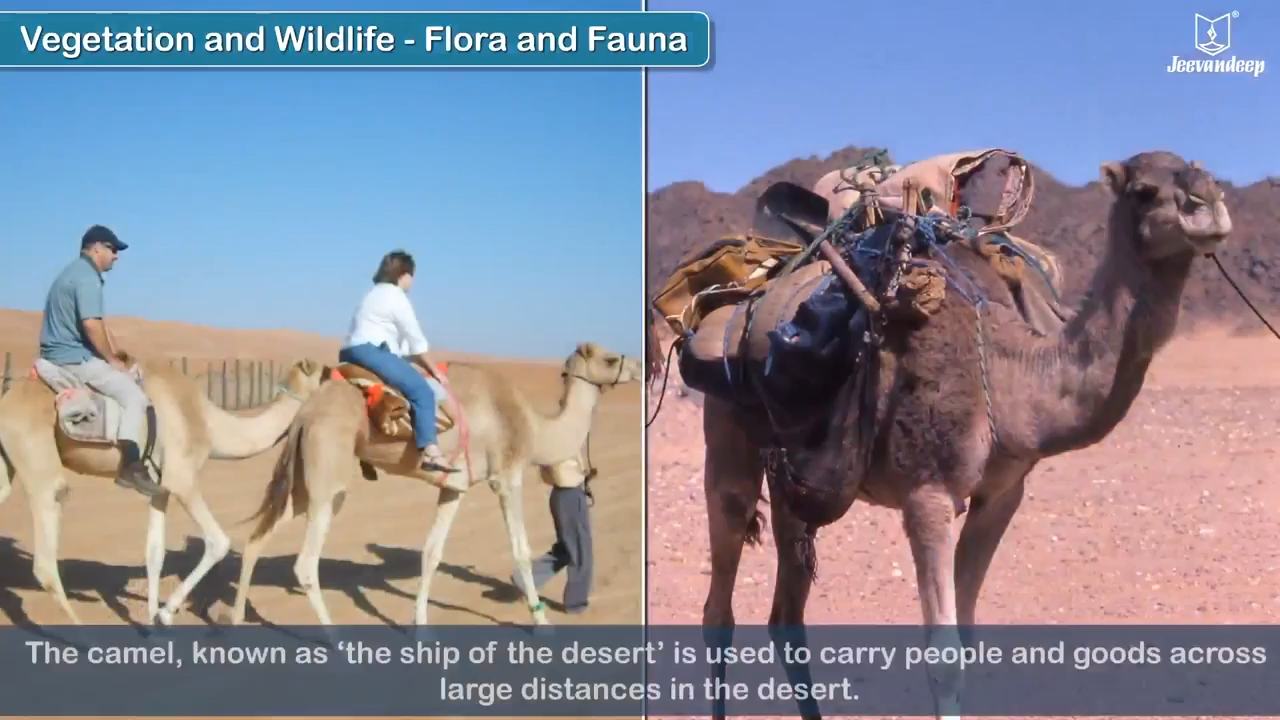 Vegetation and Wildlife - Flora and Fauna
Jeevandeep
The camel, known as ‘the ship of the desert’ is used to carry people and goods across
large distances in the desert.